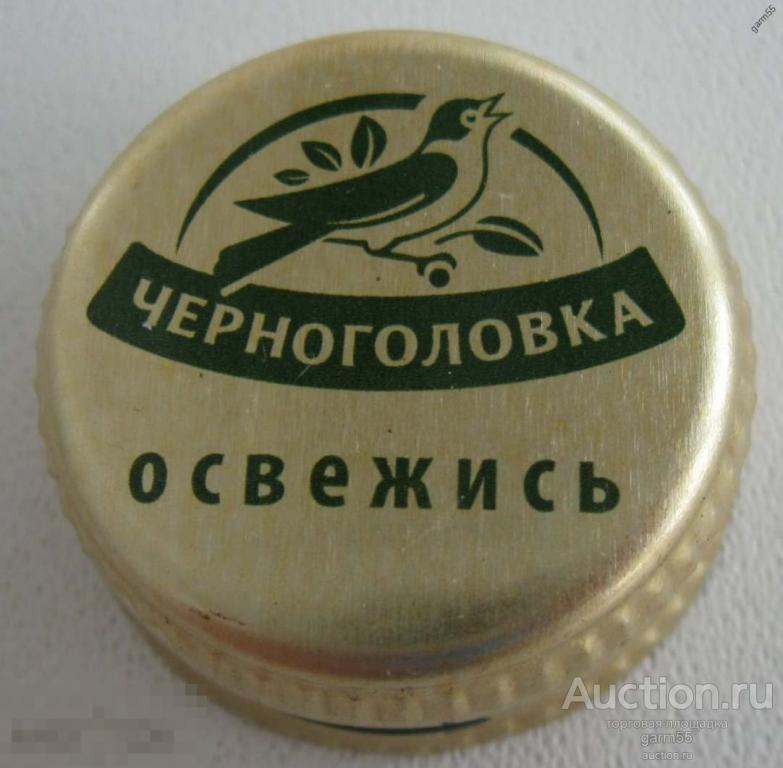 garm55
ЧЕРНОГОЛОВКА
освежись
Auction.ru
торговая площадка
garm55
auction.ru